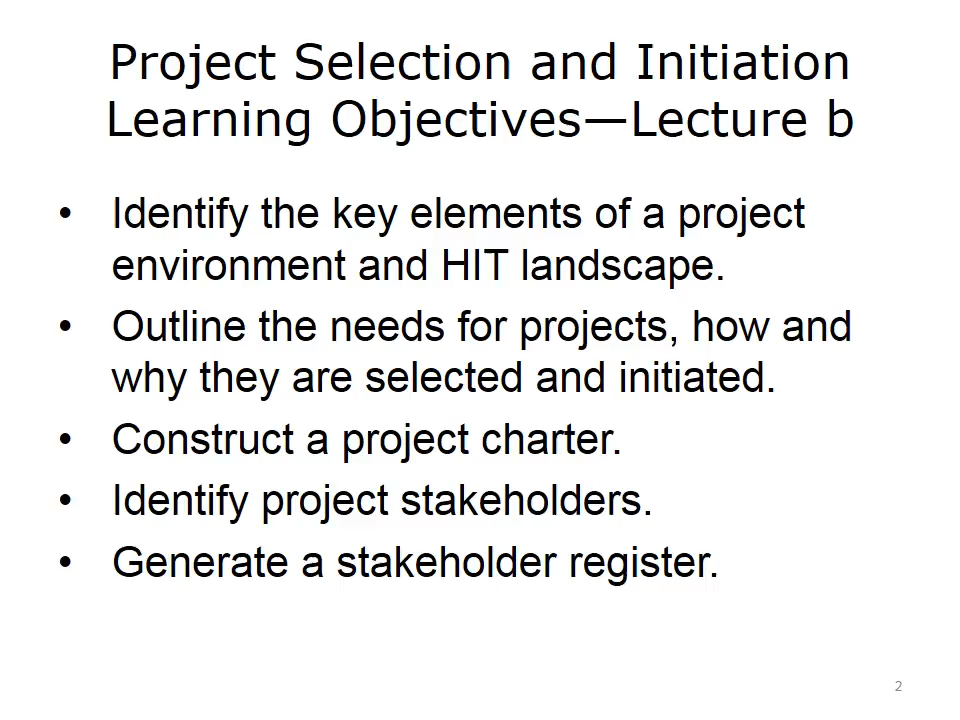 Project Selection and Initiation
Learning Objectives—Lecture b
• Identify the key elements of a project
environment and HIT landscape.
• Outline the needs for projects, how and
why they are selected and initiated.
• Construct a project charter.
• Identify project stakeholders.
• Generate a stakeholder register.
2